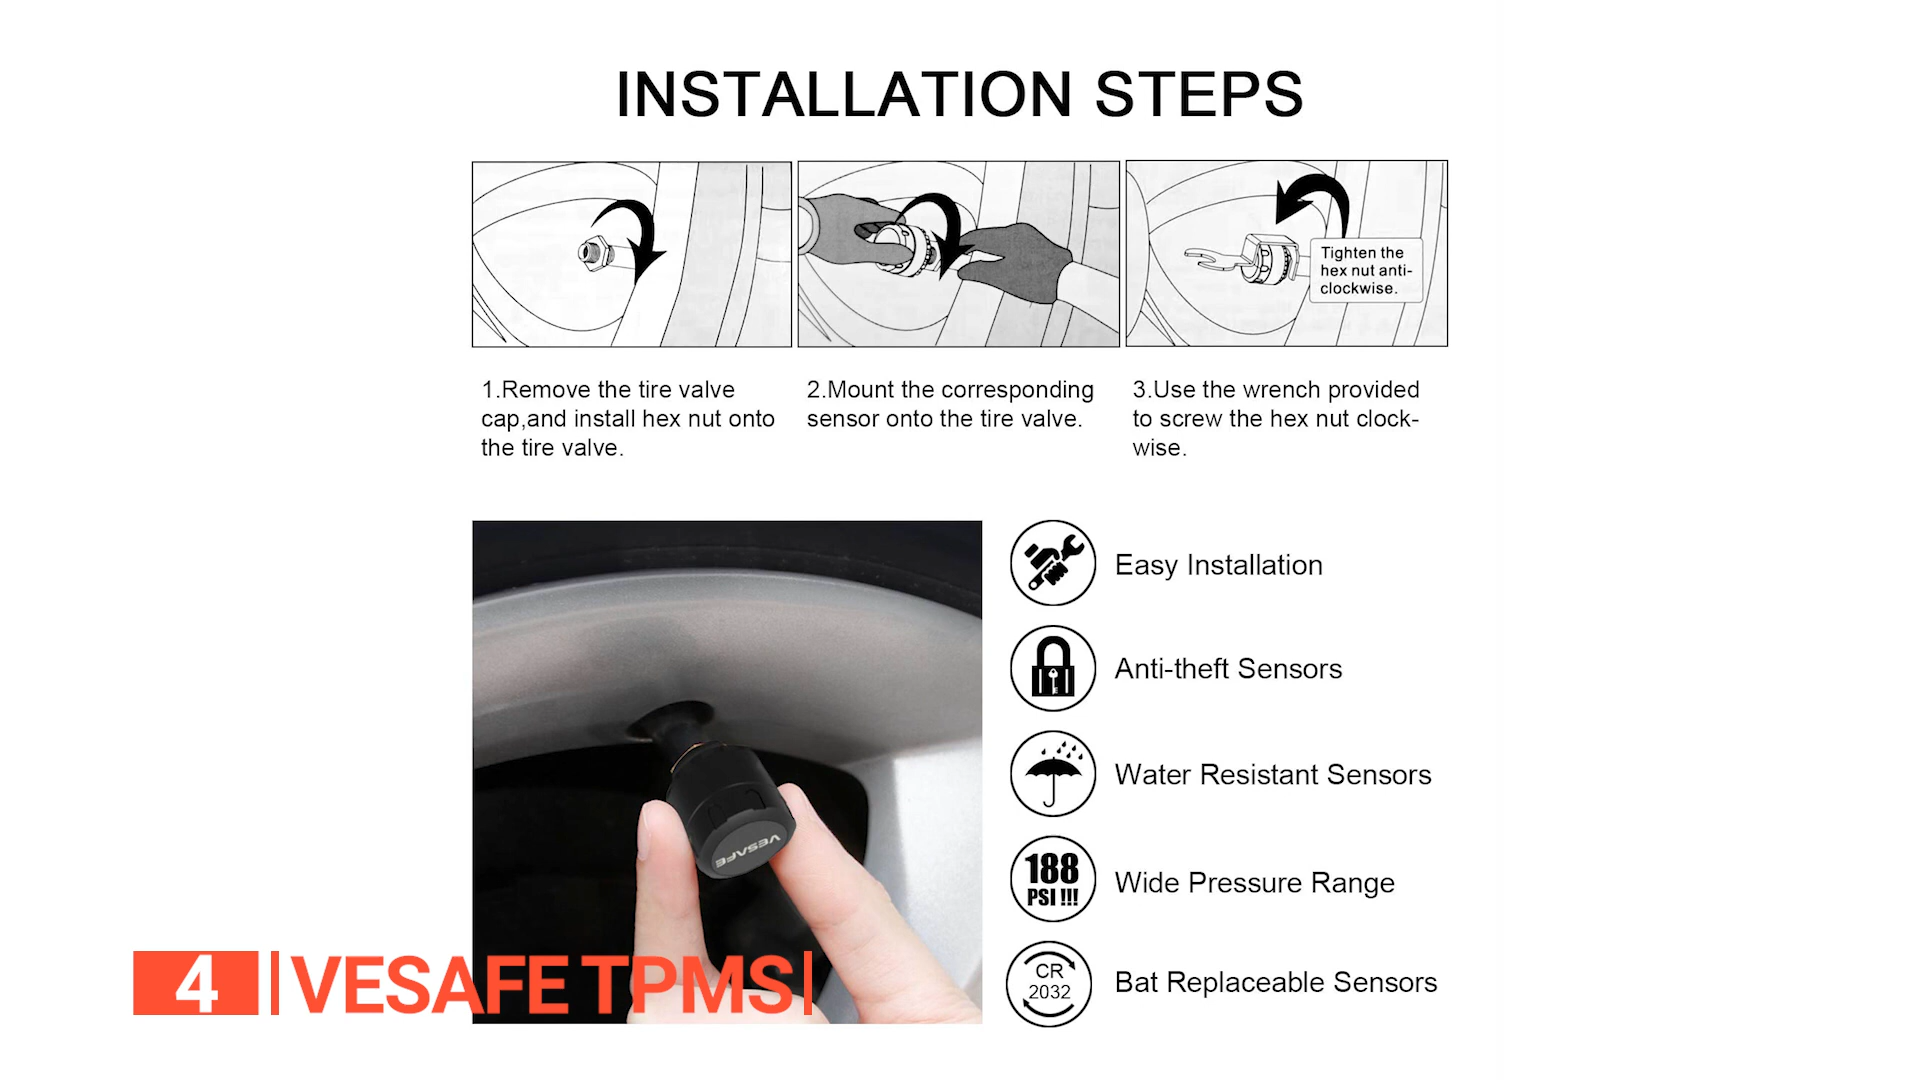 INSTALLATION STEPS
Tighten the
hex nut anti-
clockwise.
1.Remove the tire valve
cap,and install hex nut onto
the tire valve.
2.Mount the corresponding
sensor onto the tire valve.
3.Use the wrench provided
to screw the hex nut clock-
wise.
Easy Installation
Anti-theft Sensors
Water Resistant Sensors
188
PSI !!!
Wide Pressure Range
CR
2032
Bat Replaceable Sensors
VESAFE
4
VESAFE TPMS